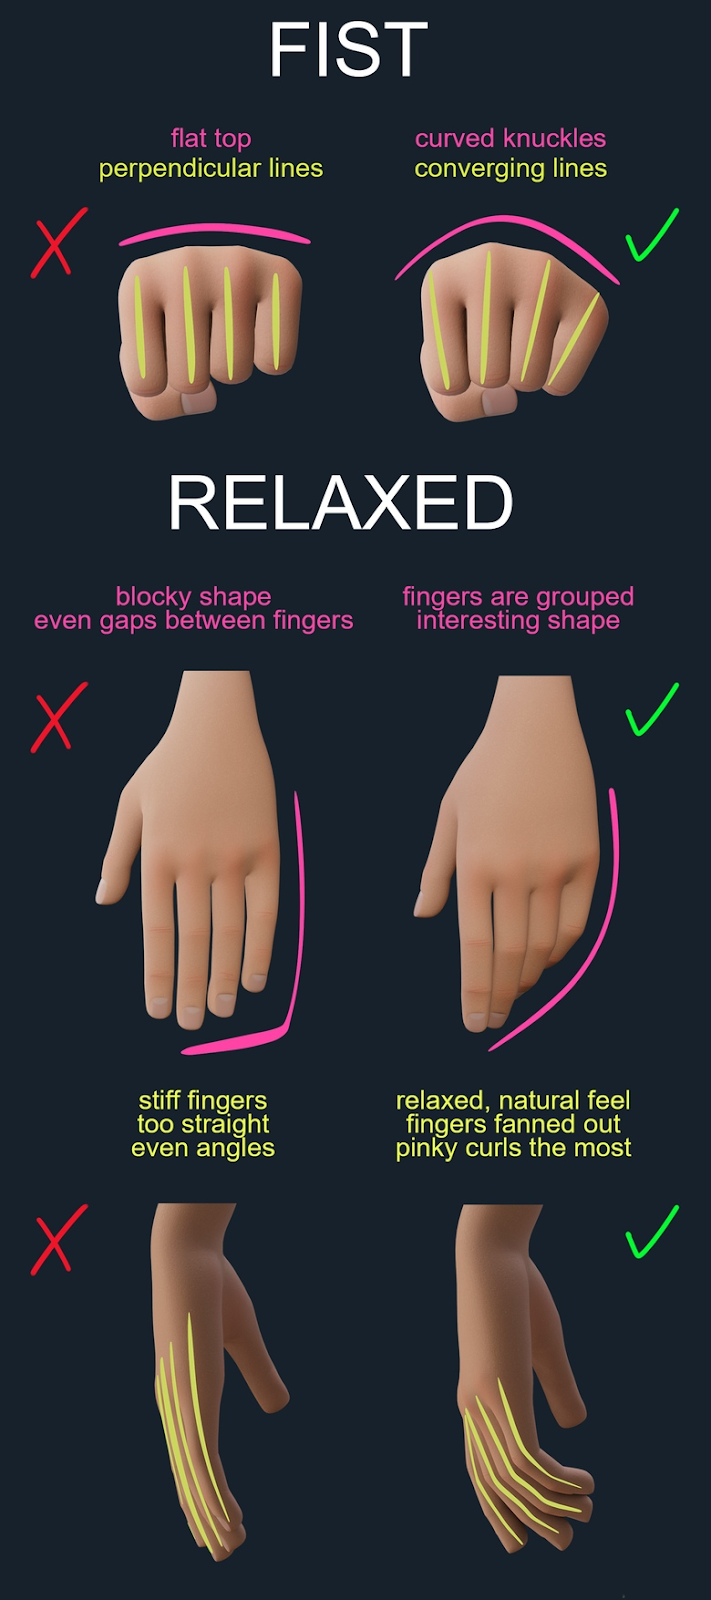 FIST
flat top
perpendicular lines
curved knuckles
converging lines
RELAXED
blocky shape
even gaps between fingers
fingers are grouped
interesting shape
stiff fingers
too straight
even angles
relaxed, natural feel
fingers fanned out
pinky curls the most